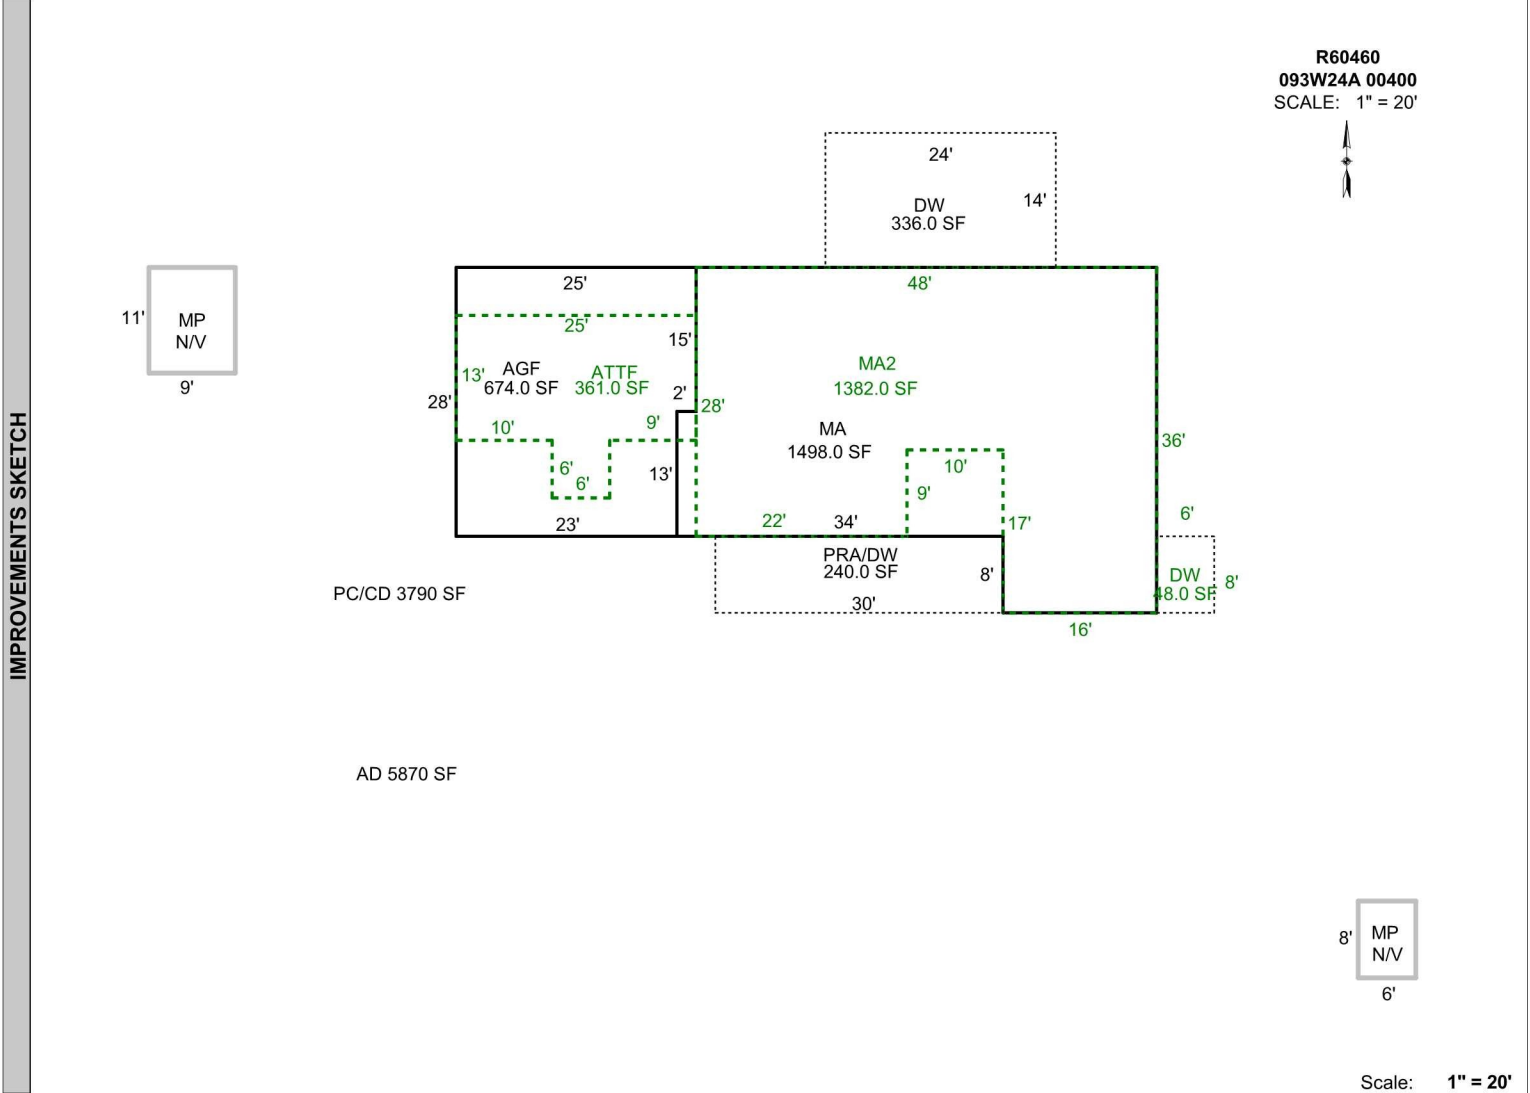 IMPROVEMENTS SKETCH
R60460
093W24A 00400
SCALE: 1" = 20'
24'
14'
DW
336.0 SF
11'
MP
N/V
9'
25'
25'
15'
AGF
674.0 SF
ATTF
361.0 SF
13'
28'
2'
28'
10'
9'
6'
6'
13'
23'
48'
MA2
1382.0 SF
MA
1498.0 SF
36'
10'
9'
22'
34'
17'
6'
PRA/DW
240.0 SF
8'
30'
DW
48.0 SF
8'
16'
PC/CD 3790 SF
AD 5870 SF
8'
MP
N/V
6'
Scale: 1" = 20'